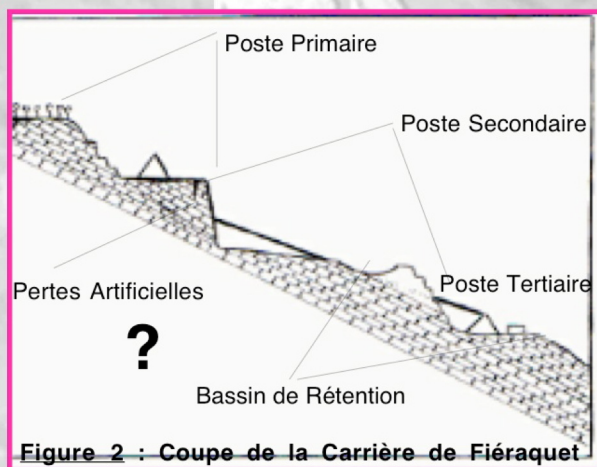 Poste Primaire
Poste Secondaire
Pertes Artificielles
Poste Tertiaire
?
Bassin de Rétention
Figure 2 : Coupe de la Carrière de Fiéraquet